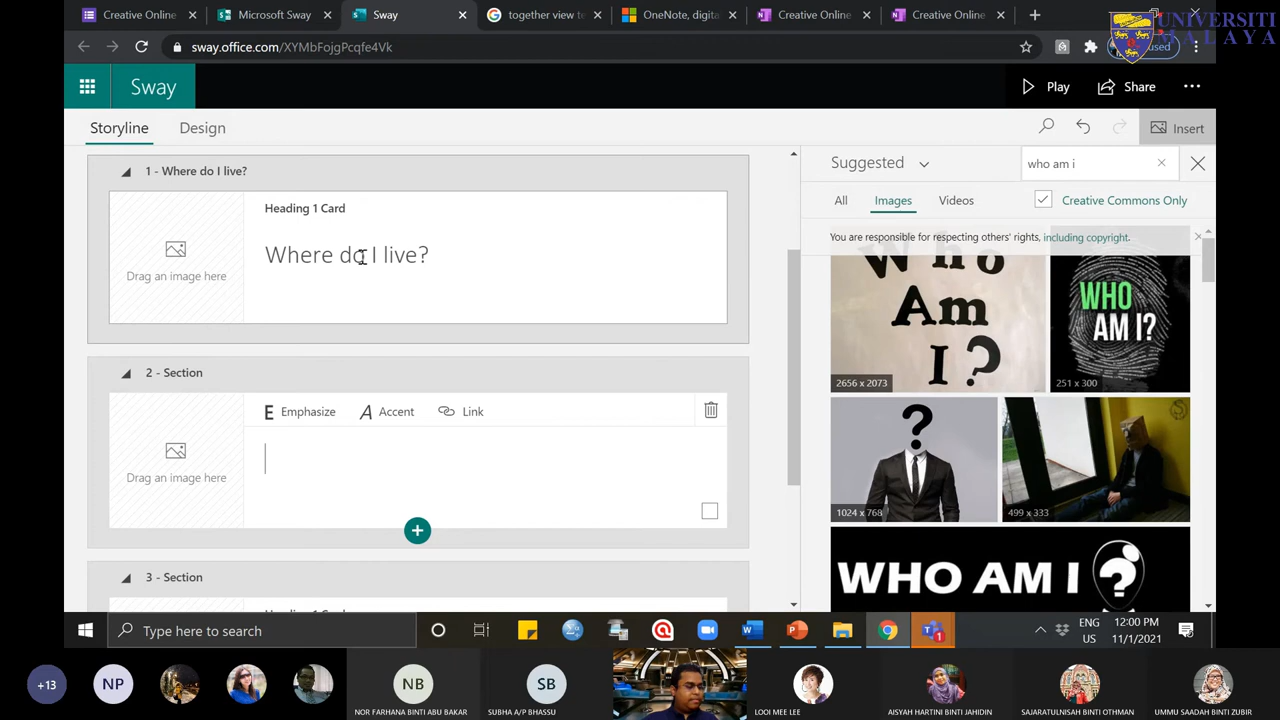 Creative Online
Microsoft Sway
Sway
together view te
OneNote, digita
Creative Online
Creative Online
UNIVERSITI
MALAYA
sway.office.com/XYMbFojgPcqfe4Vk
Sway
Play
Share
Storyline
Design
Insert
1 - Where do I live?
Heading 1 Card
Where do I live?
Drag an image here
2 - Section
E Emphasize
A Accent
Link
Drag an image here
3 - Section
Suggested
who am i
All
Images
Videos
Creative Commons Only
You are responsible for respecting others' rights, including copyright.
Who
Am
I?
2656 x 2073
WHO
AM I?
251 x 300
?
1024 x 768
499 x 333
WHO AM I ?
Type here to search
ENG
US
12:00 PM
11/1/2021
+13
NP
NB
NOR FARHANA BINTI ABU BAKAR
SB
SUBHA A/P BHASSU
LOOI MEE LEE
AISYAH HARTINI BINTI JAHIDIN
SAJARATULNISAH BINTI OTHMAN
UMMU SAADAH BINTI ZUBIR